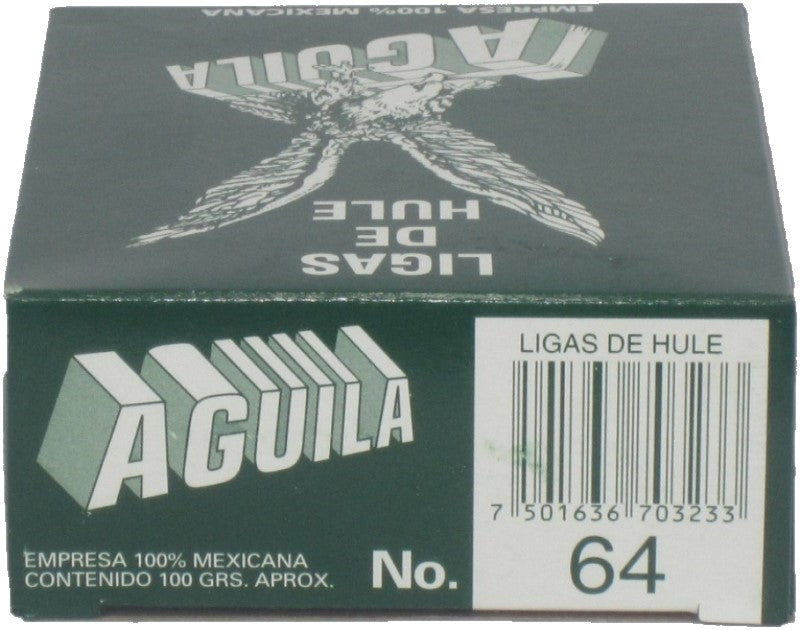 EMPRESA 100% MEXICANA
AGUILA
LIGAS
DE
HULE
AGUILA
EMPRESA 100% MEXICANA
CONTENIDO 100 GRS. APROX.
No.
LIGAS DE HULE
7 501636 703233
64